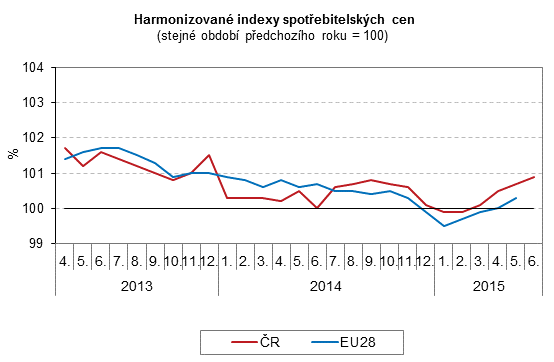 Harmonizované indexy spotřebitelských cen
(stejné období předchozího roku = 100)
104
103
102
101
100
99
%
4. 5. 6. 7. 8. 9. 10. 11. 12. 1. 2. 3. 4. 5. 6. 7. 8. 9. 10. 11. 12. 1. 2. 3. 4. 5. 6.
2013 2014 2015
ČR EU28